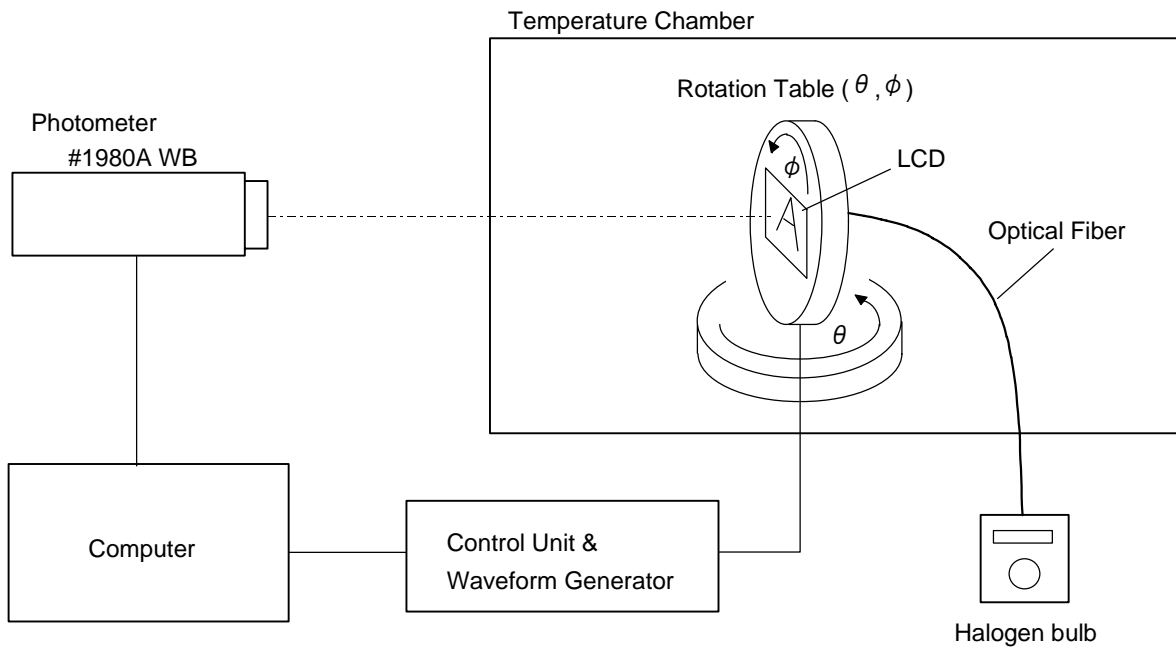 Temperature Chamber
Rotation Table ( θ , φ )
Photometer
#1980A WB
φ
LCD
A
Optical Fiber
θ
Computer
Control Unit &
Waveform Generator
Halogen bulb